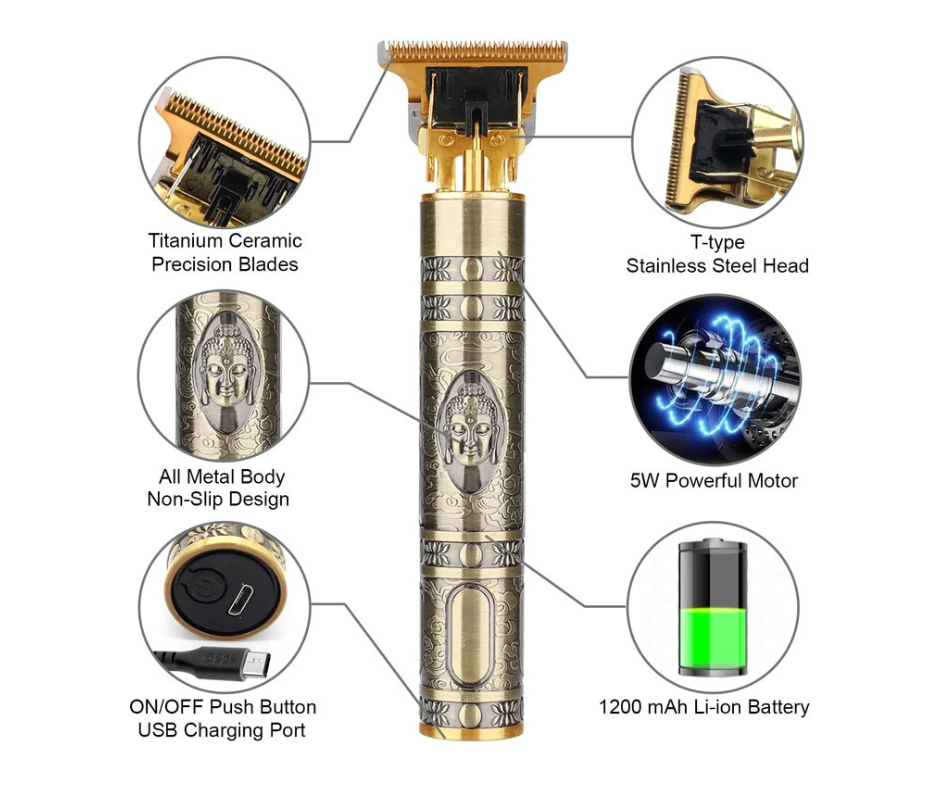 Titanium Ceramic
Precision Blades
T-type
Stainless Steel Head
All Metal Body
Non-Slip Design
5W Powerful Motor
ON/OFF Push Button
USB Charging Port
1200 mAh Li-ion Battery